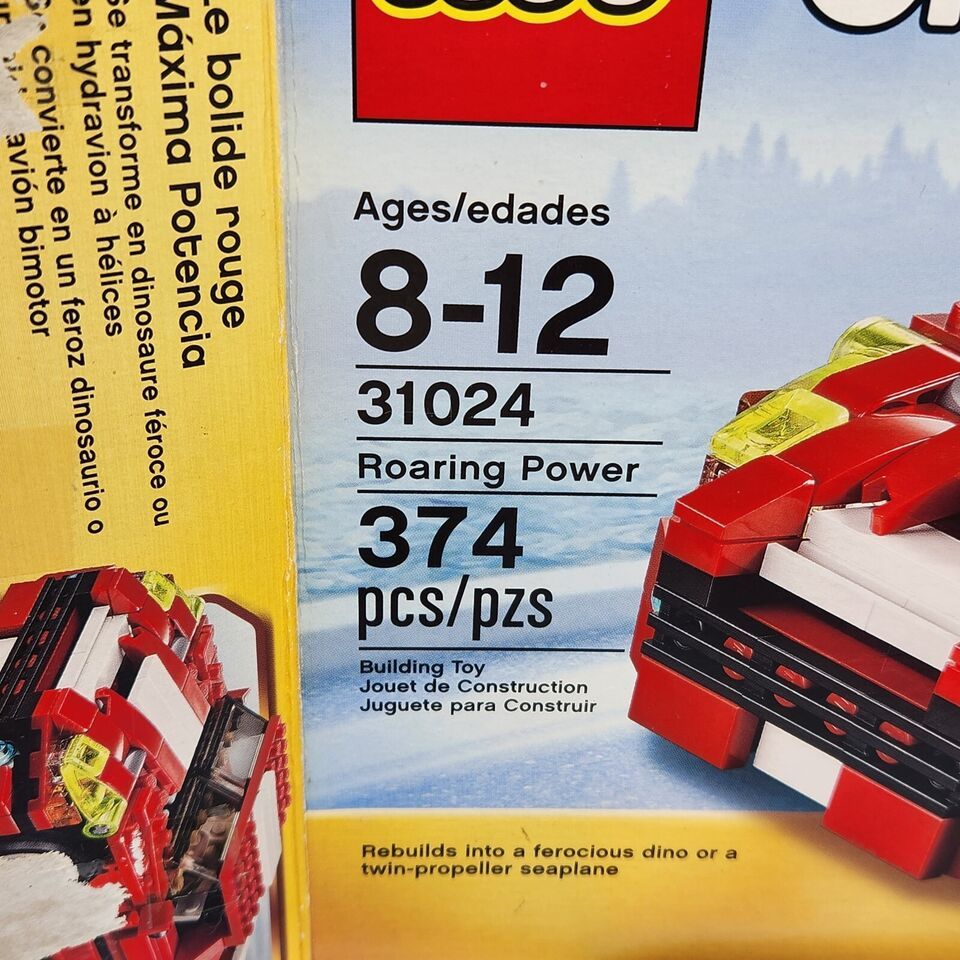 Ages/edades
8-12
31024
Roaring Power
374
pcs/pzs
Building Toy
Jouet de Construction
Juguete para Construir
Rebuilds into a ferocious dino or a
twin-propeller seaplane
Le bolide rouge
Máxima Potencia
Se transforme en dinosaure féroce ou
en hydravion à hélices
convierte en un feroz dinosaurio o
avión bimotor